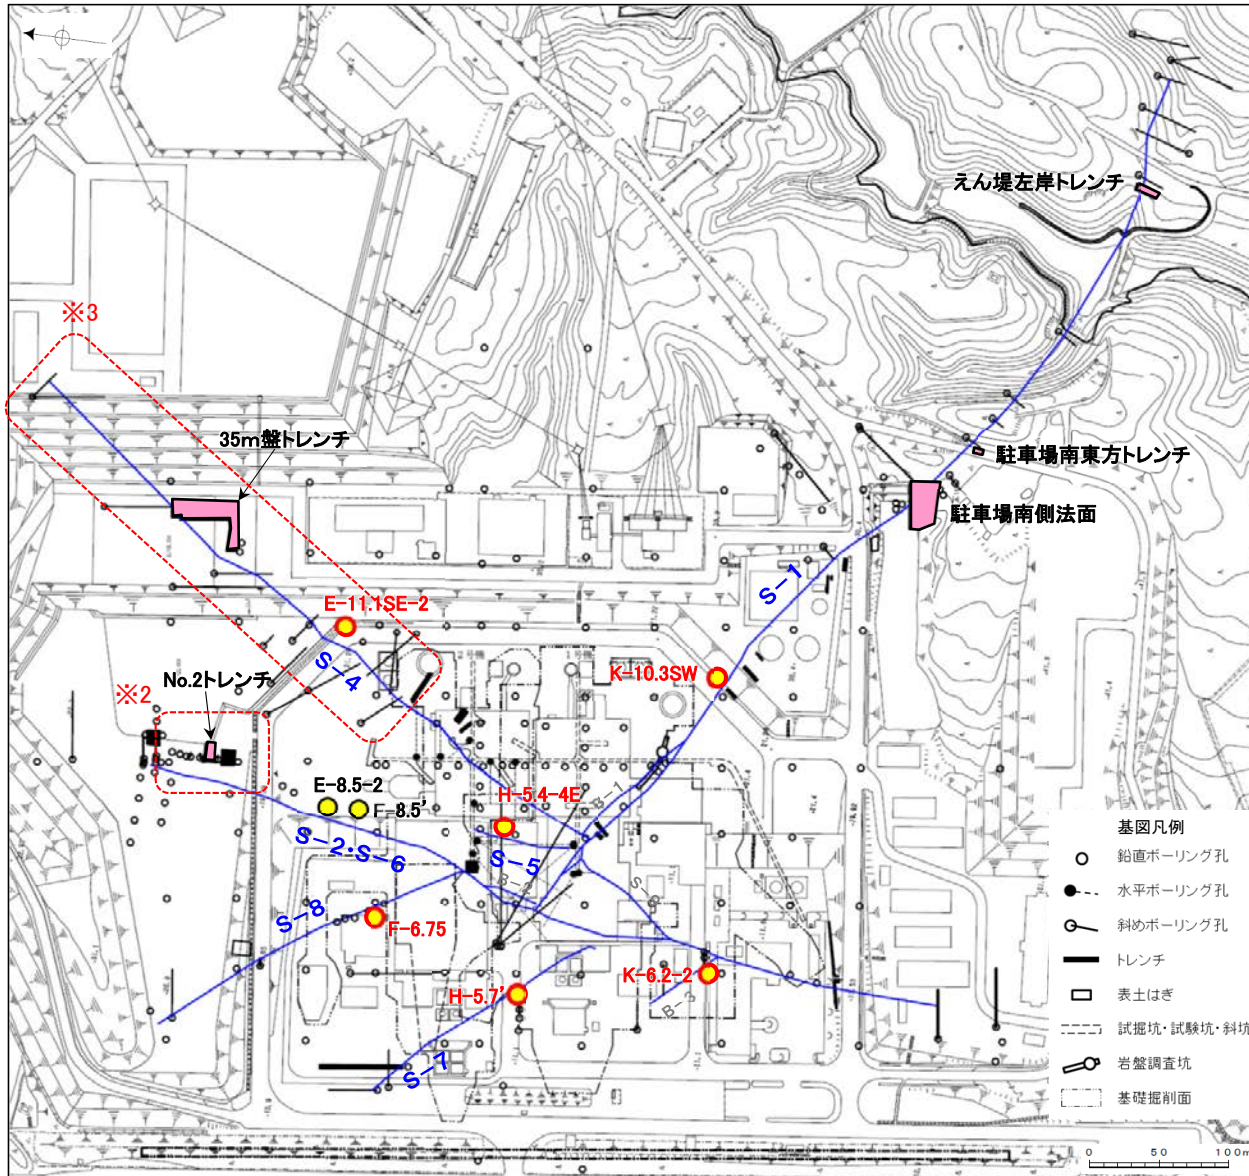 えん堤左岸トレンチ
※3
35m盤トレンチ
駐車場南東方トレンチ
駐車場南側法面
S-1
E-11.1SE-2
S-4
K-10.3SW
No.2トレンチ
※2
E-8.5-2
F-8.5'
H-5.4-4E
B-1
S-2・S-6
S-5
B-2
S-9
S-8
F-6.75
K-6.2-2
H-5.7'
B-3
S-7
基図凡例
鉛直ボーリング孔
水平ボーリング孔
斜めボーリング孔
トレンチ
表土はぎ
試掘坑・試験坑・斜坑
岩盤調査坑
基礎掘削面
0 50 100m